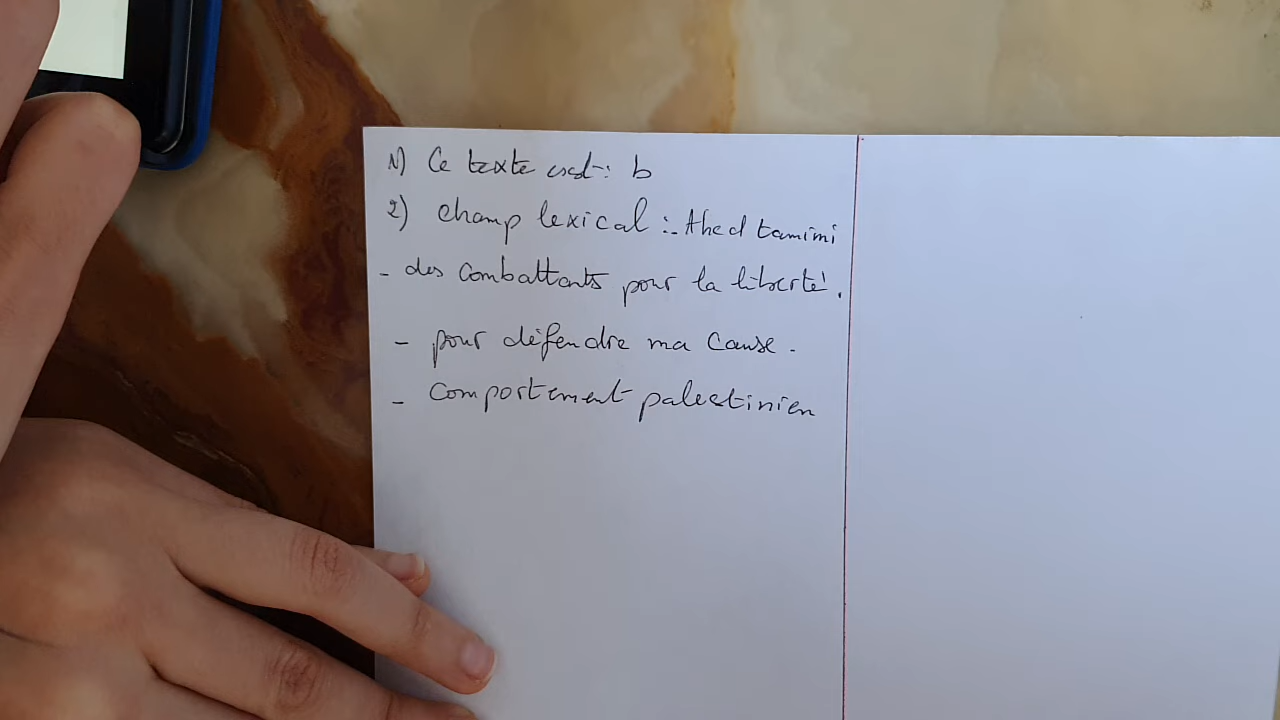 1) Ce texte est : b
2) champ lexical :- Ahed tamimi
- des combattants pour la liberté.
- pour défendre ma cause.
- comportement palestinien